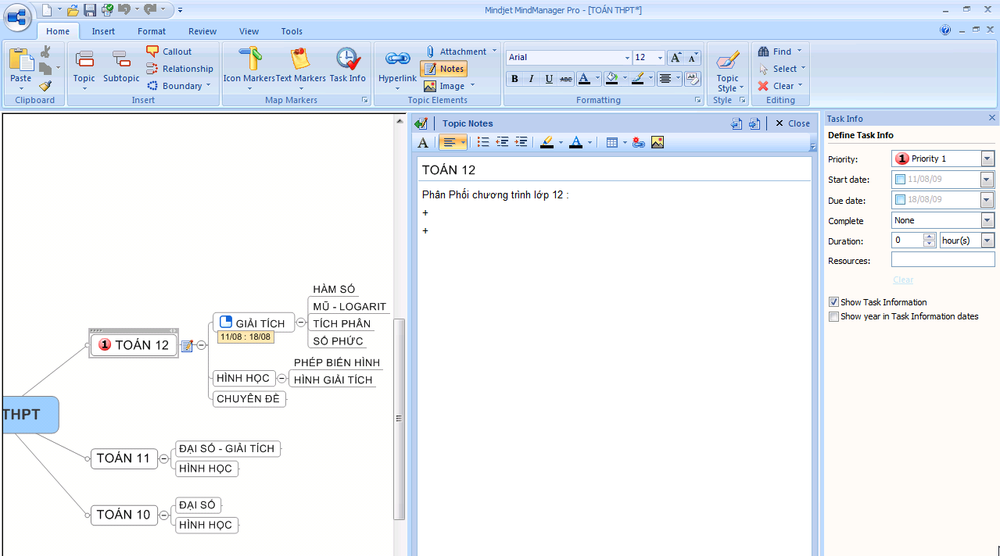 Mindjet MindManager Pro - [TOÁN THPT*]
Home Insert Format Review View Tools
Paste
Clipboard
Topic
Subtopic
Callout
Relationship
Boundary
Insert
Icon Markers
Text Markers
Task Info
Map Markers
Hyperlink
Attachment
Notes
Image
Topic Elements
Arial
12
A A
B I U ABC A
Formatting
Topic
Style
Style
Find
Select
Clear
Editing
THPT
1 TOÁN 12
GIẢI TÍCH
11/08 : 18/08
HÀM SỐ
MŨ - LOGARIT
TÍCH PHÂN
SỐ PHỨC
HÌNH HỌC
PHÉP BIẾN HÌNH
HÌNH GIẢI TÍCH
CHUYÊN ĐỀ
TOÁN 11
ĐẠI SỐ - GIẢI TÍCH
HÌNH HỌC
TOÁN 10
ĐẠI SỐ
HÌNH HỌC
Topic Notes
Close
A
A
TOÁN 12
Phân Phối chương trình lớp 12 :
+
+
Task Info
Define Task Info
Priority: 1 Priority 1
Start date: 11/08/09
Due date: 18/08/09
Complete None
Duration: 0 hour(s)
Resources:
Clear
Show Task Information
Show year in Task Information dates